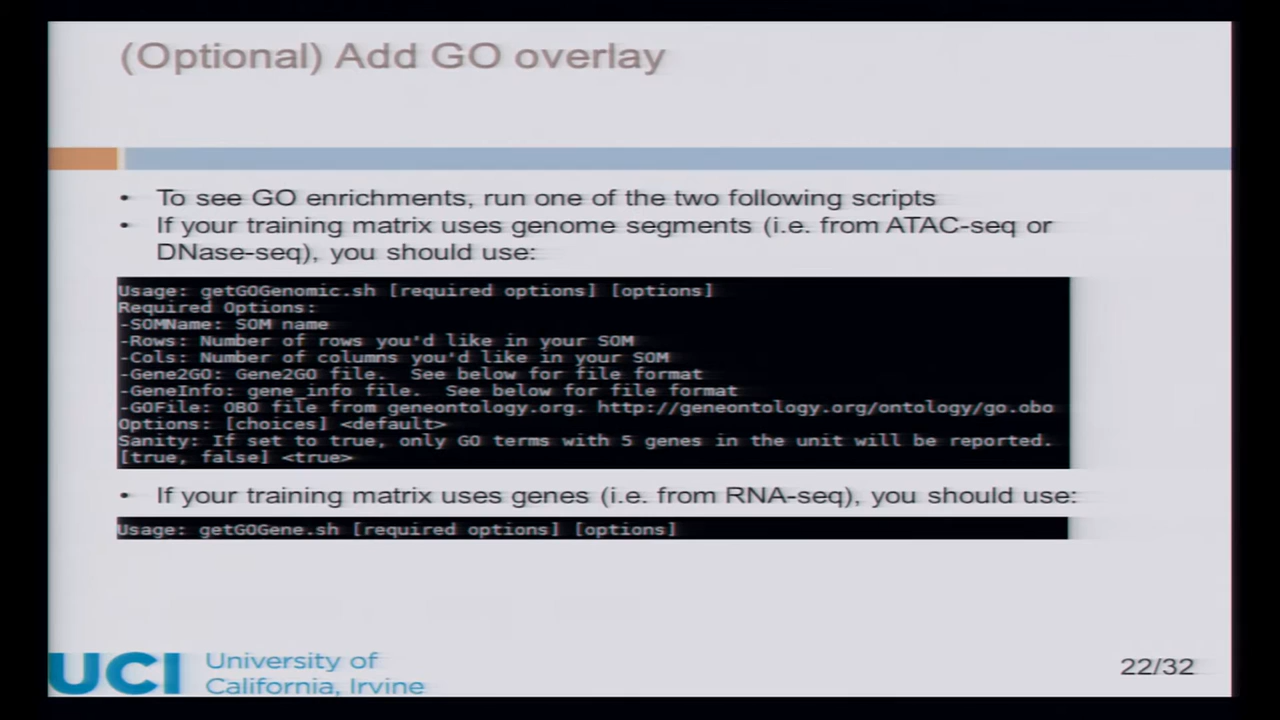 (Optional) Add GO overlay
• To see GO enrichments, run one of the two following scripts
• If your training matrix uses genome segments (i.e. from ATAC-seq or
DNase-seq), you should use:
Usage: getGOGenomic.sh [required options] [options]
Required Options:
-SOMName: SOM name
-Rows: Number of rows you'd like in your SOM
-Cols: Number of columns you'd like in your SOM
-Gene2GO: Gene2GO file. See below for file format
-GeneInfo: gene_info file. See below for file format
-GOFile: OBO file from geneontology.org. http://geneontology.org/ontology/go.obo
Options: [choices] <default>
Sanity: If set to true, only GO terms with 5 genes in the unit will be reported.
[true, false] <true>
• If your training matrix uses genes (i.e. from RNA-seq), you should use:
Usage: getGOGene.sh [required options] [options]
UCI University of
California, Irvine
22/32